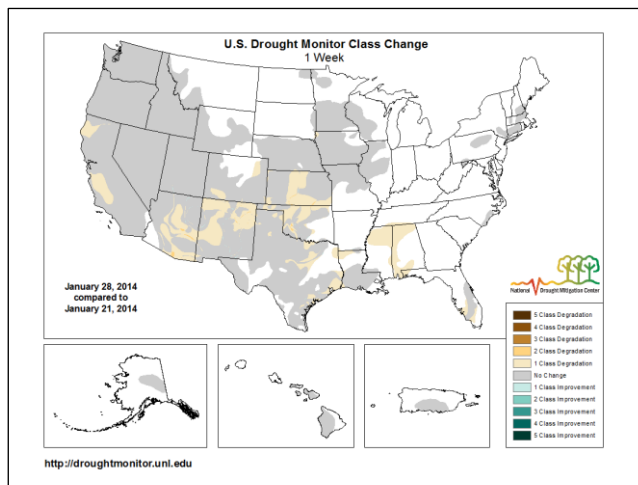 U.S. Drought Monitor Class Change
1 Week
January 28, 2014
compared to
January 21, 2014
National Drought Mitigation Center
5 Class Degradation
4 Class Degradation
3 Class Degradation
2 Class Degradation
1 Class Degradation
No Change
1 Class Improvement
2 Class Improvement
3 Class Improvement
4 Class Improvement
5 Class Improvement
http://droughtmonitor.unl.edu